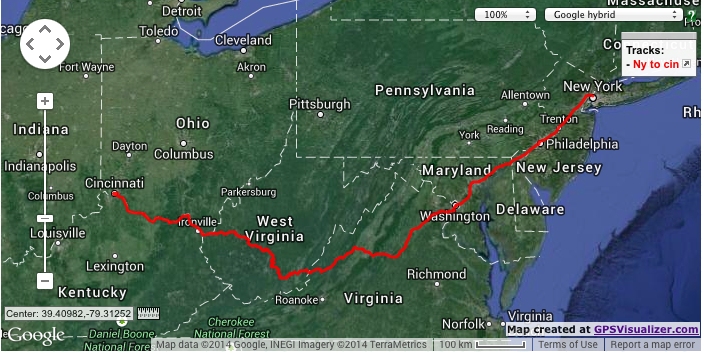 Massachuse
100%
Google hybrid
?
Tracks:
- Ny to cin
Detroit
Toledo
Cleveland
Fort Wayne
Akron
Pittsburgh
Pennsylvania
Allentown
New York
Indiana
Ohio
Reading
York
Trenton
Philadelphia
Rh
Dayton
Columbus
Indianapolis
Maryland
New Jersey
Cincinnati
Columbus
Parkersburg
Washington
Delaware
Ironville
West
Virginia
Louisville
Lexington
Richmond
Kentucky
Roanoke
Virginia
Center: 39.40982,-79.31252
Norfolk
Virginia
Map created at GPSVisualizer.com
Google
Daniel Boone
National Fores
Cherokee
National Forest
Map data ©2014 Google, INEGI Imagery ©2014 TerraMetrics
100 km
Terms of Use
Report a map error